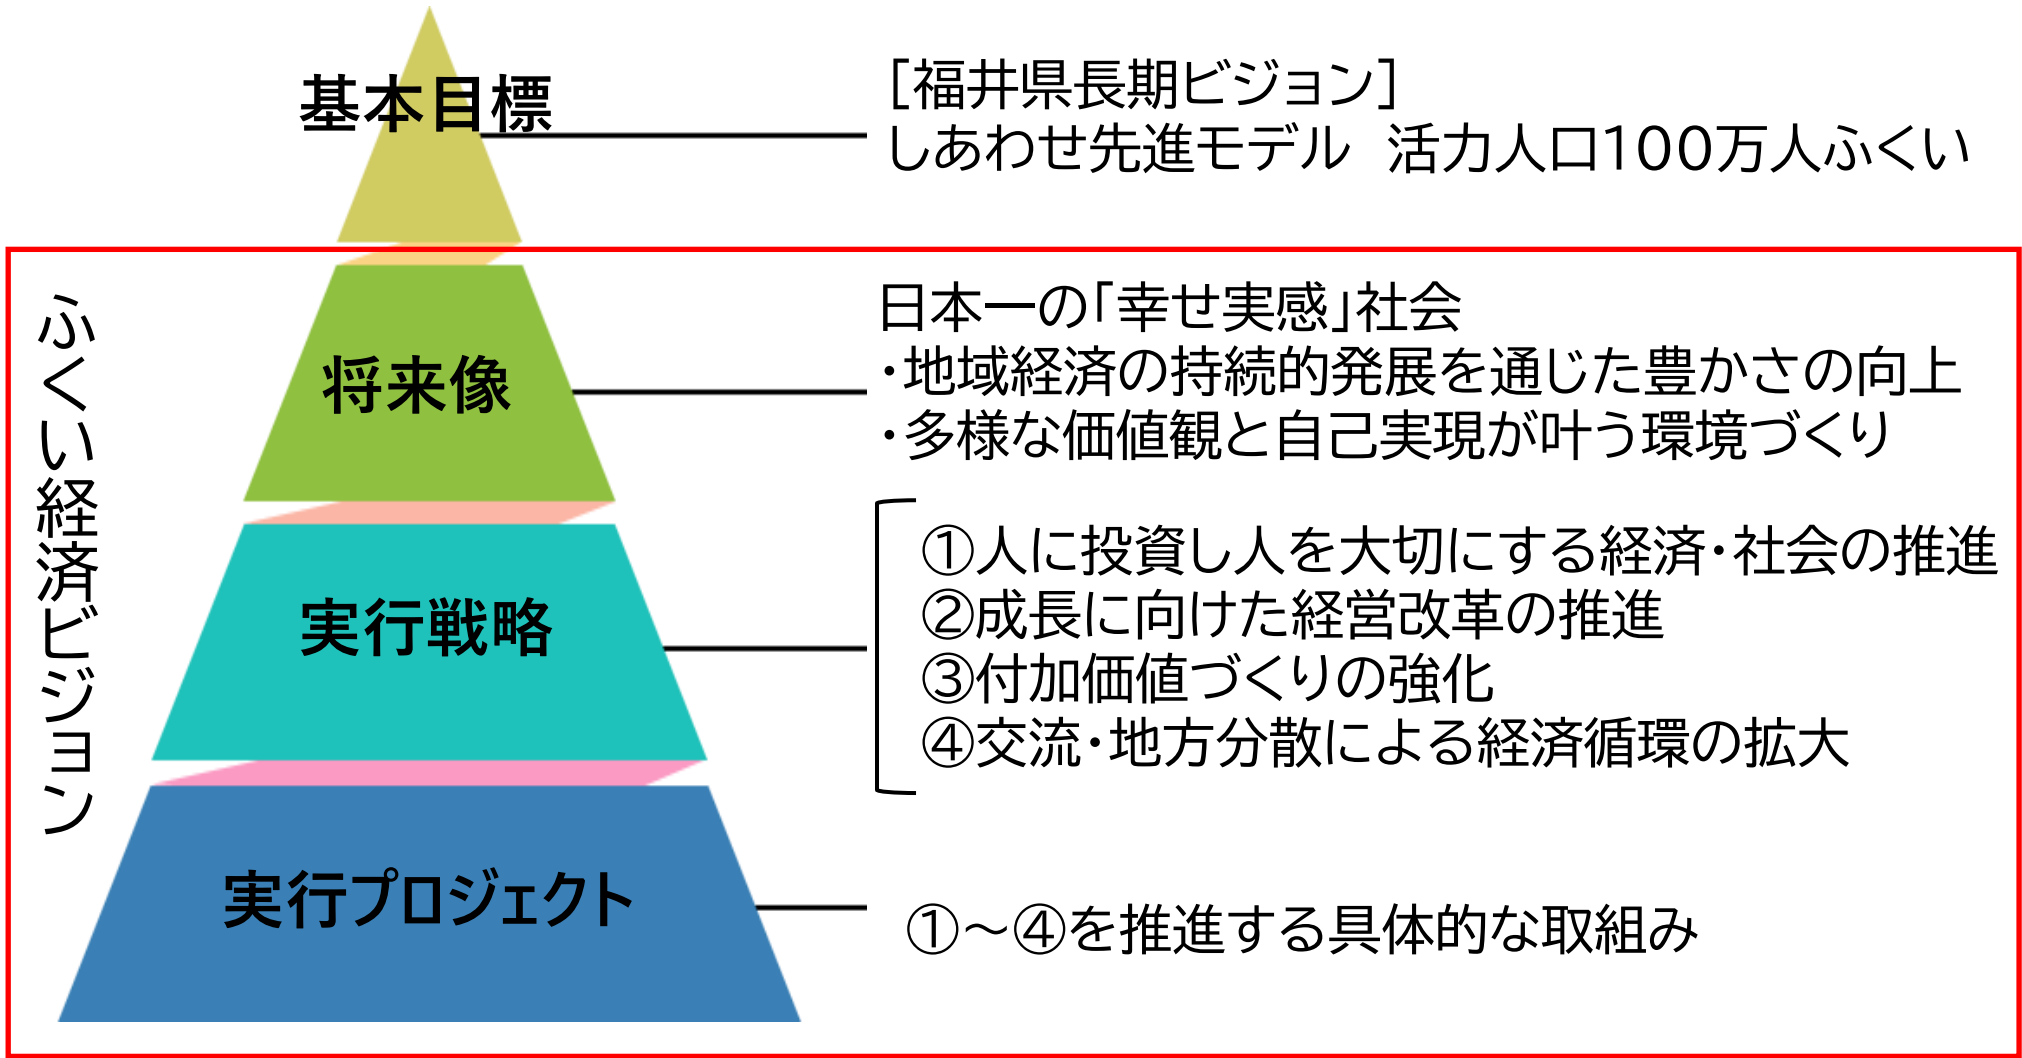 基本目標
[福井県長期ビジョン]
しあわせ先進モデル　活力人口100万人ふくい
ふくい経済ビジョン
将来像
日本一の「幸せ実感」社会
・地域経済の持続的発展を通じた豊かさの向上
・多様な価値観と自己実現が叶う環境づくり
実行戦略
①人に投資し人を大切にする経済・社会の推進
②成長に向けた経営改革の推進
③付加価値づくりの強化
④交流・地方分散による経済循環の拡大
実行プロジェクト
①～④を推進する具体的な取組み